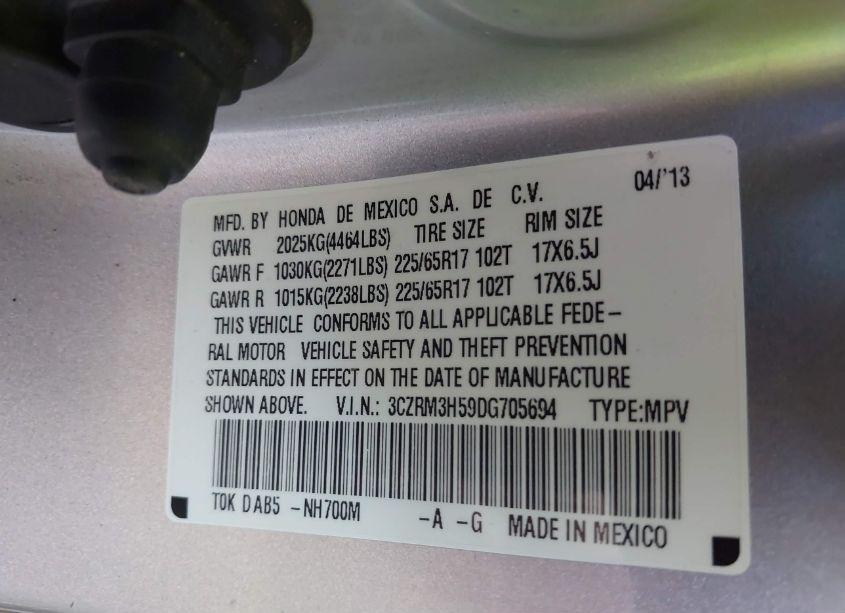 MFD. BY HONDA DE MEXICO S.A. DE C.V. 04/'13
GVWR 2025KG(4464LBS) TIRE SIZE RIM SIZE
GAWR F 1030KG(2271LBS) 225/65R17 102T 17X6.5J
GAWR R 1015KG(2238LBS) 225/65R17 102T 17X6.5J
THIS VEHICLE CONFORMS TO ALL APPLICABLE FEDE-
RAL MOTOR VEHICLE SAFETY AND THEFT PREVENTION
STANDARDS IN EFFECT ON THE DATE OF MANUFACTURE
SHOWN ABOVE. V.I.N.: 3CZRM3H59DG705694 TYPE:MPV
T0K D AB5 -NH700M -A -G MADE IN MEXICO